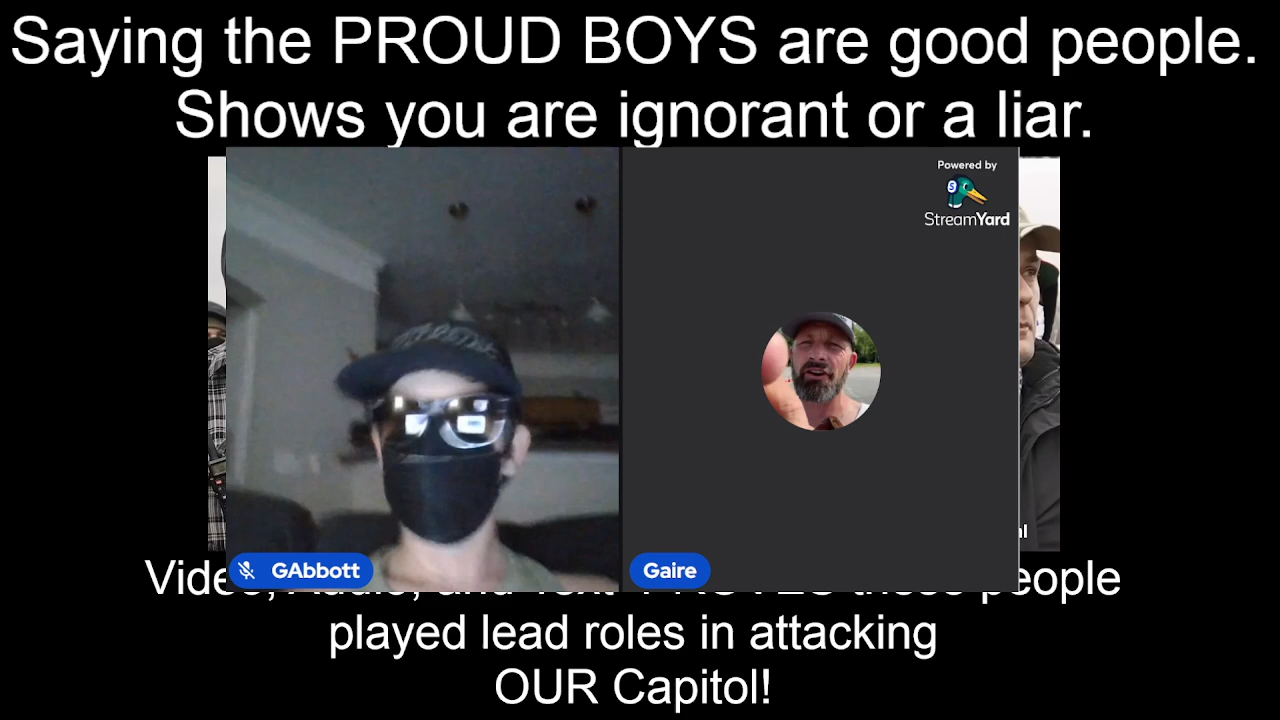 Saying the PROUD BOYS are good people.
Shows you are ignorant or a liar.
Powered by
StreamYard
GAbbott
Gaire
people
played lead roles in attacking
OUR Capitol!